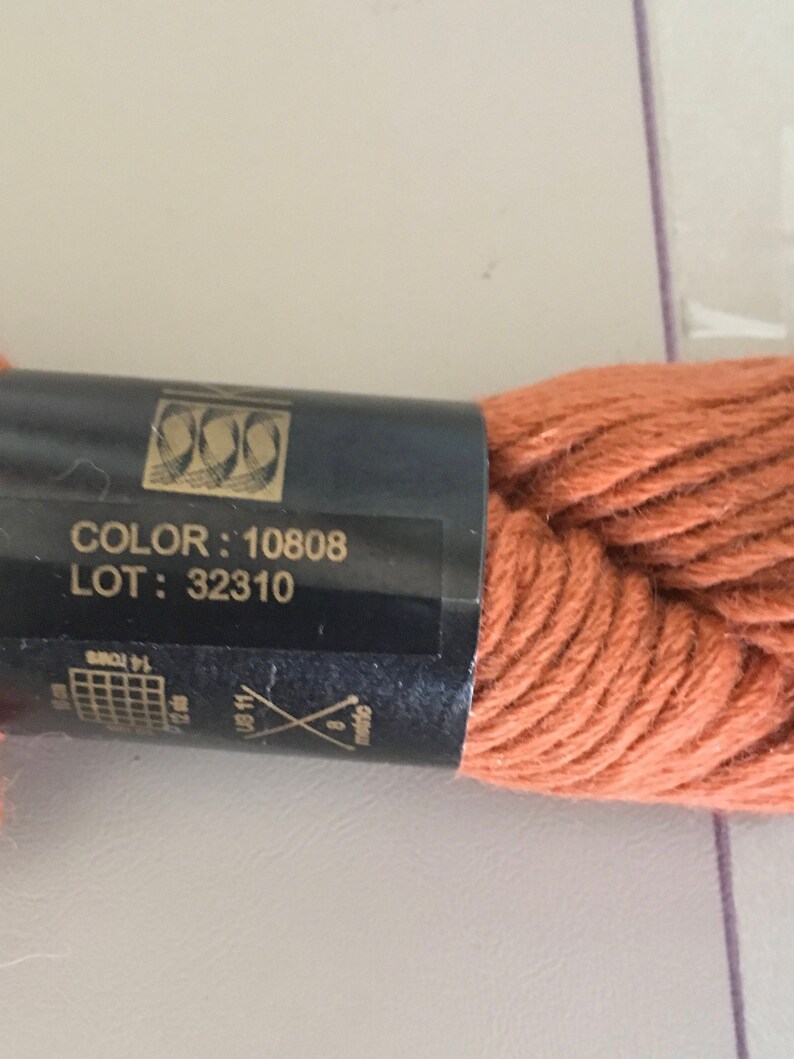 K
COLOR : 10808
LOT : 32310
14 rows
US 11
8
metric